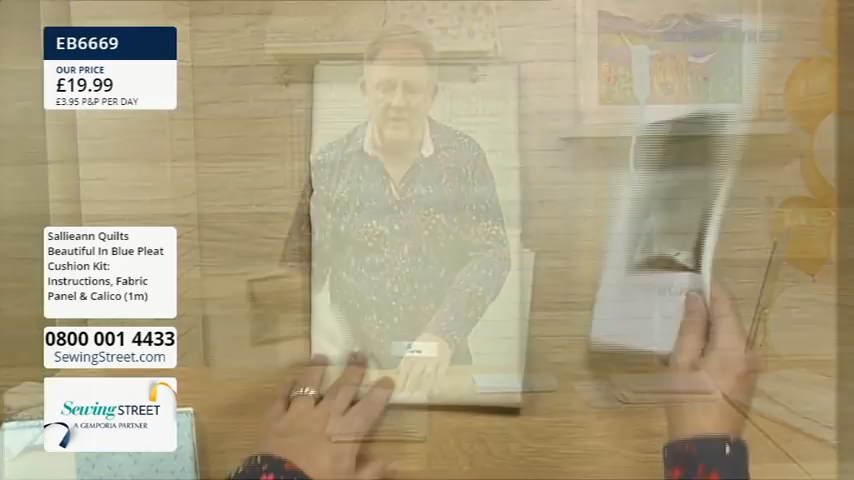 EB6669
OUR PRICE
£19.99
£3.95 P&P PER DAY
Sallieann Quilts
Beautiful In Blue Pleat
Cushion Kit:
Instructions, Fabric
Panel & Calico (1m)
0800 001 4433
SewingStreet.com
Sewing STREET
A GEMPORIA PARTNER